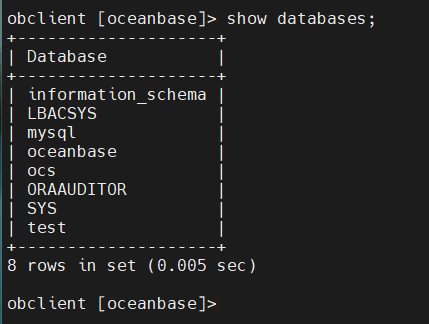 obclient [oceanbase]> show databases;
+--------------------+
| Database           |
+--------------------+
| information_schema |
| LBACSYS            |
| mysql              |
| oceanbase          |
| ocs                |
| ORAAUDITOR         |
| SYS                |
| test               |
+--------------------+
8 rows in set (0.005 sec)
obclient [oceanbase]>